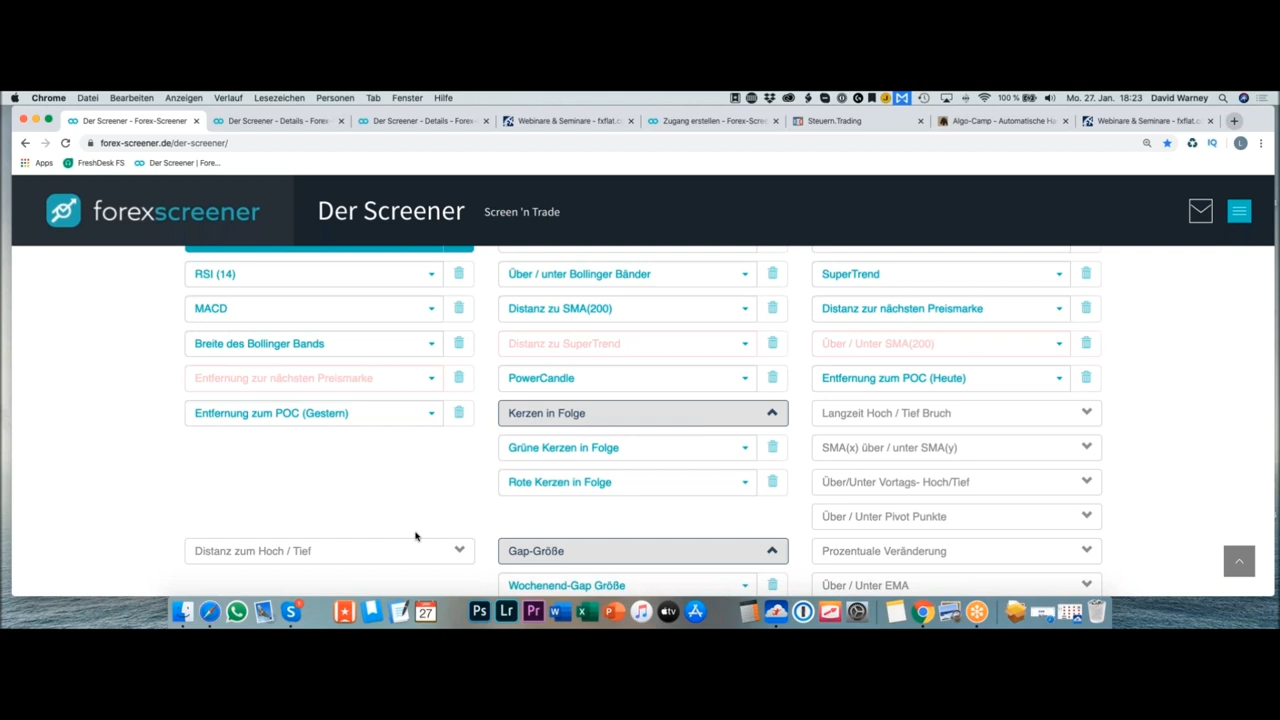 Chrome Datei Bearbeiten Anzeigen Verlauf Lesezeichen Personen Tab Fenster Hilfe 100 % Mo. 27. Jan. 18:23 David Warney
Der Screener - Forex-Screener Der Screener - Details - Forex- Der Screener - Details - Forex- Webinare & Seminare - fxflat.c Zugang erstellen - Forex-Scre Steuern.Trading Algo-Camp - Automatische Ha Webinare & Seminare - fxflat.c
forex-screener.de/der-screener/
Apps FreshDesk FS Der Screener | Fore...
forexscreener Der Screener Screen 'n Trade
RSI (14) Über / unter Bollinger Bänder SuperTrend
MACD Distanz zu SMA(200) Distanz zur nächsten Preismarke
Breite des Bollinger Bands Distanz zu SuperTrend Über / Unter SMA(200)
Entfernung zur nächsten Preismarke PowerCandle Entfernung zum POC (Heute)
Entfernung zum POC (Gestern) Kerzen in Folge Langzeit Hoch / Tief Bruch
Grüne Kerzen in Folge SMA(x) über / unter SMA(y)
Rote Kerzen in Folge Über/Unter Vortags- Hoch/Tief
Über / Unter Pivot Punkte
Distanz zum Hoch / Tief Gap-Größe Prozentuale Veränderung
Wochenend-Gap Größe Über / Unter EMA
27 Ps Lr Pr tv